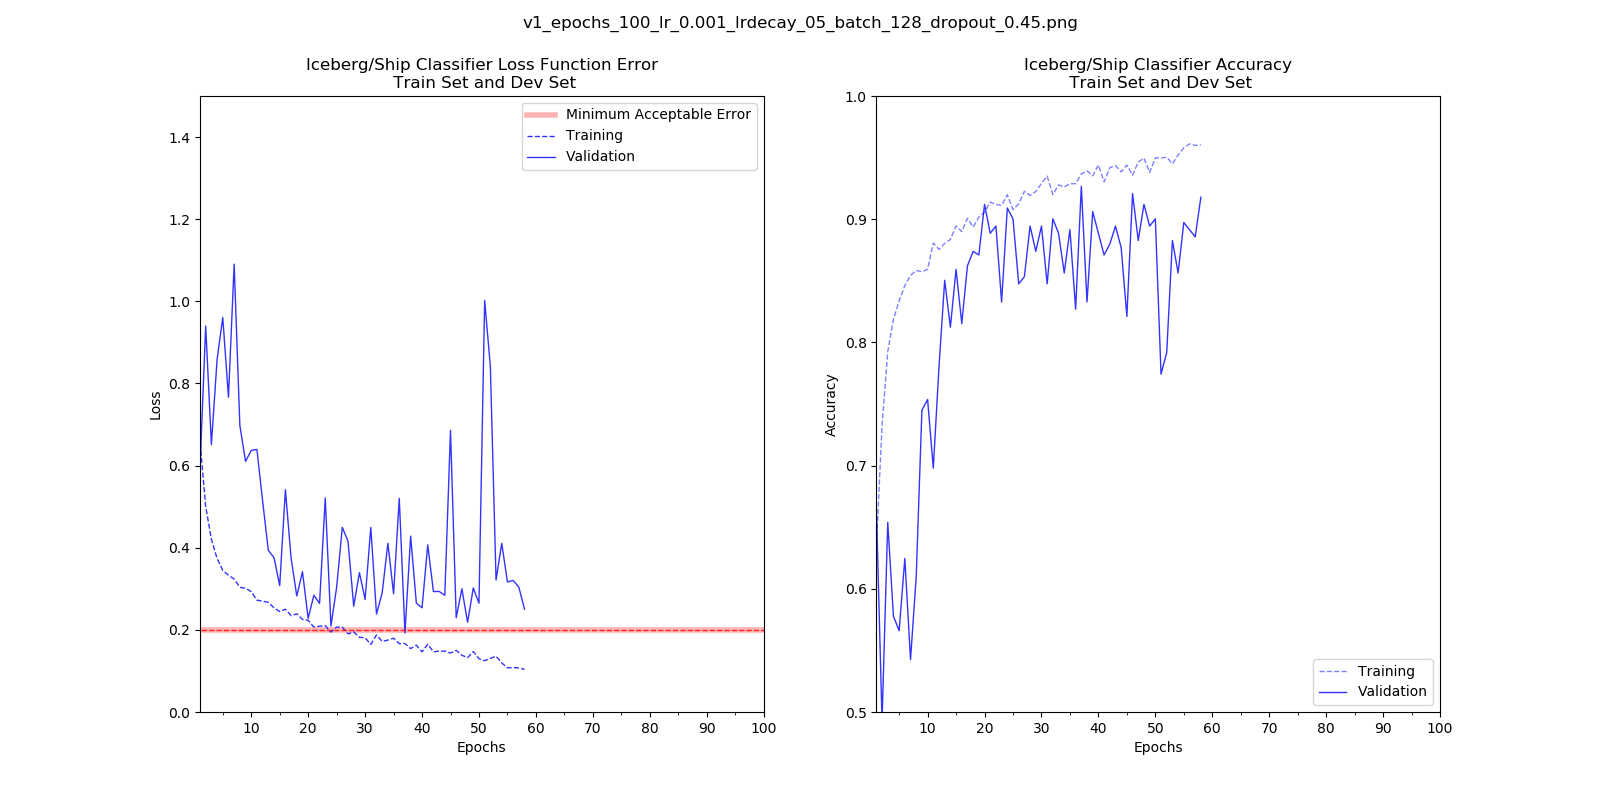 v1_epochs_100_lr_0.001_lrdecay_05_batch_128_dropout_0.45.png
Iceberg/Ship Classifier Loss Function Error
Train Set and Dev Set
Minimum Acceptable Error
Training
Validation
1.4
1.2
1.0
0.8
0.6
0.4
0.2
0.0
Loss
10 20 30 40 50 60 70 80 90 100
Epochs
Iceberg/Ship Classifier Accuracy
Train Set and Dev Set
1.0
0.9
0.8
0.7
0.6
0.5
Accuracy
Training
Validation
10 20 30 40 50 60 70 80 90 100
Epochs